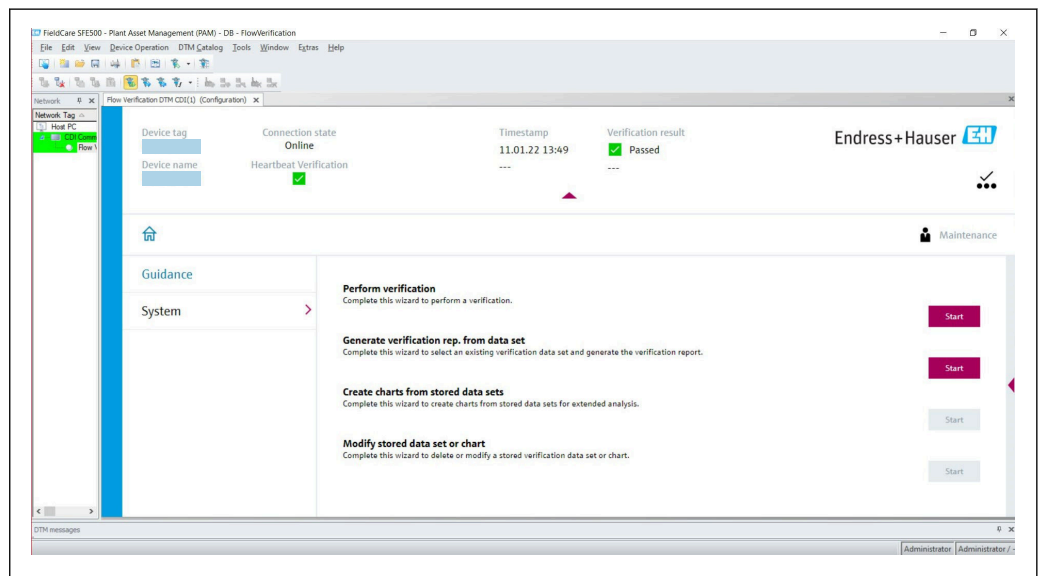 FieldCare SFE500 - Plant Asset Management (PAM) - DB - FlowVerification
File Edit View Device Operation DTM Catalog Tools Window Extras Help
Network
Flow Verification DTM CDI(1) (Configuration)
Network Tag
Host PC
CDI Comm
Flow V
Device tag
Connection state
Online
Timestamp
11.01.22 13:49
Verification result
Passed
Endress+Hauser
EH
Device name
Heartbeat Verification
---
---
Maintenance
Guidance
System
Perform verification
Complete this wizard to perform a verification.
Start
Generate verification rep. from data set
Complete this wizard to select an existing verification data set and generate the verification report.
Start
Create charts from stored data sets
Complete this wizard to create charts from stored data sets for extended analysis.
Start
Modify stored data set or chart
Complete this wizard to delete or modify a stored verification data set or chart.
Start
DTM messages
Administrator Administrator / -